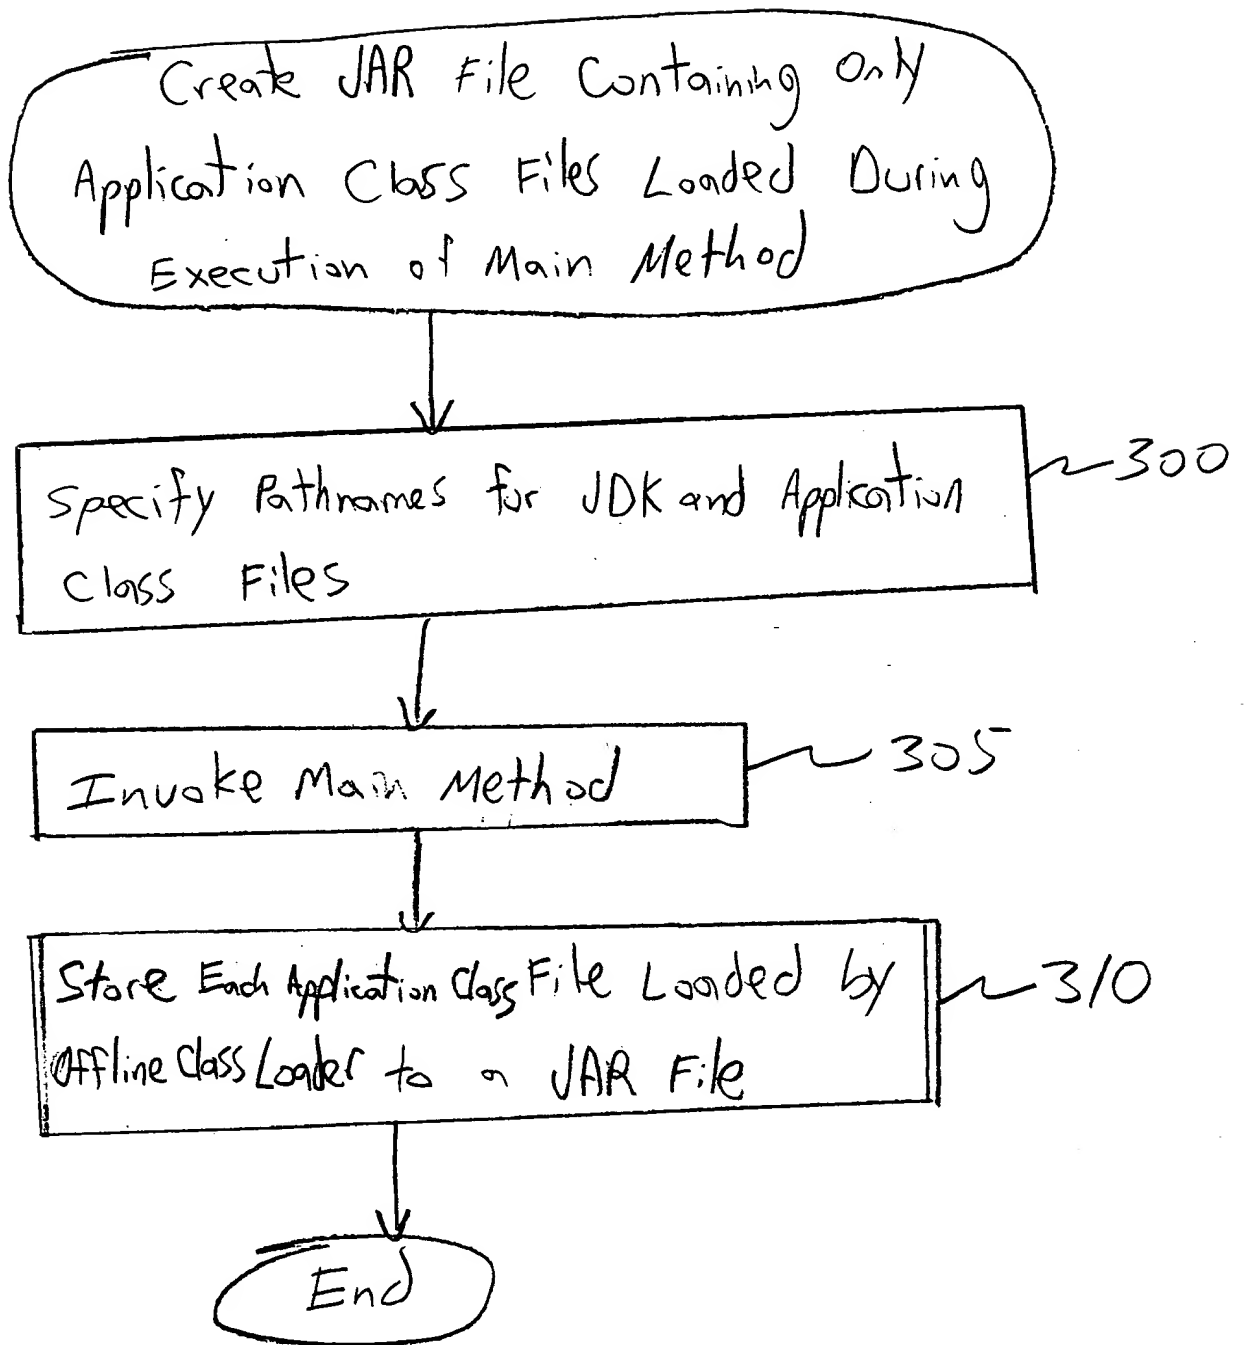 Create JAR File Containing Only
Application Class Files Loaded During
Execution of Main Method
Specify Pathnames for JDK and Application
Class Files
300
Invoke Main Method
305
Store Each Application Class File Loaded by
Offline Class Loader to a JAR File
310
End